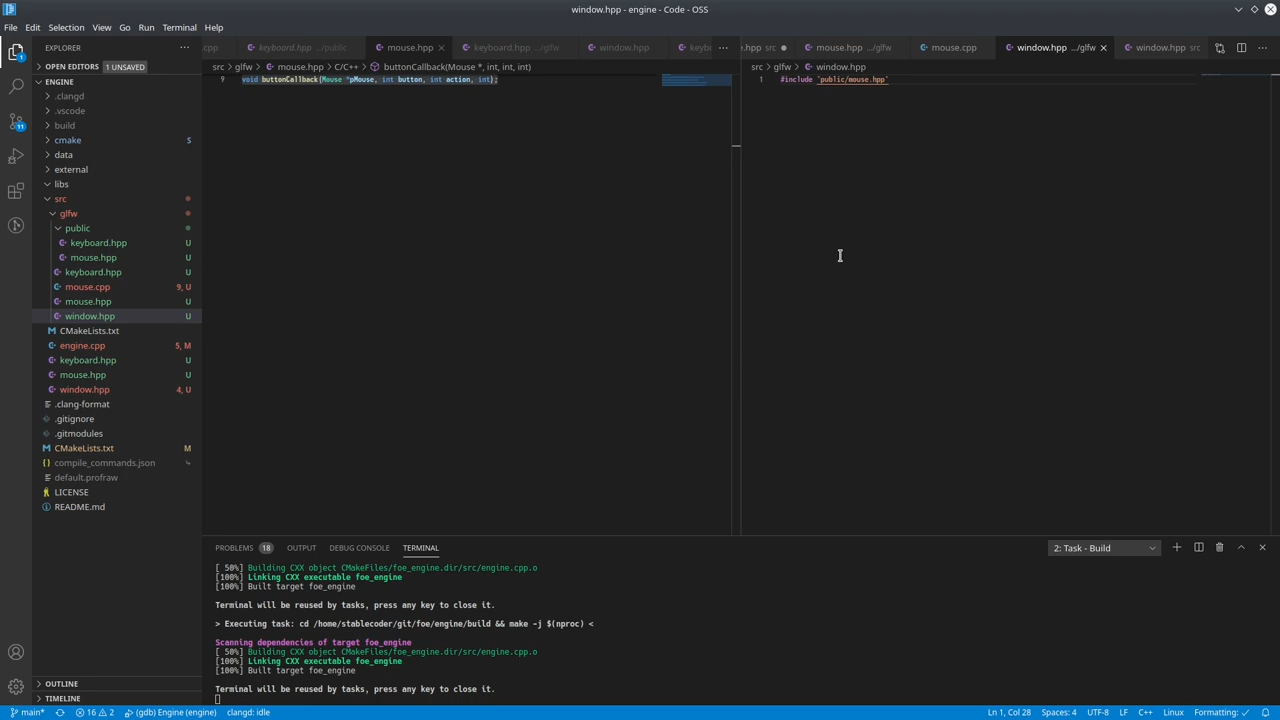 window.hpp - engine - Code - OSS
File Edit Selection View Go Run Terminal Help
1
11
EXPLORER
OPEN EDITORS 1 UNSAVED
ENGINE
.clangd
.vscode
build
cmake S
data
external
libs
src
glfw
public
keyboard.hpp U
mouse.hpp U
keyboard.hpp U
mouse.cpp 9, U
mouse.hpp U
window.hpp U
CMakeLists.txt
engine.cpp 5, M
keyboard.hpp U
mouse.hpp U
window.hpp 4, U
.clang-format
.gitignore
.gitmodules
CMakeLists.txt M
compile_commands.json
default.profraw
LICENSE
README.md
OUTLINE
TIMELINE
.cpp keyboard.hpp .../public mouse.hpp keyboard.hpp .../glfw window.hpp keyb
src > glfw > mouse.hpp > C/C++ > buttonCallback(Mouse *, int, int, int)
9 void buttonCallback(Mouse *pMouse, int button, int action, int);
e.hpp src mouse.hpp .../glfw mouse.cpp window.hpp .../glfw window.hpp src
src > glfw > window.hpp
1 #include 'public/mouse.hpp'
PROBLEMS 18 OUTPUT DEBUG CONSOLE TERMINAL
2: Task - Build
[ 50%] Building CXX object CMakeFiles/foe_engine.dir/src/engine.cpp.o
[100%] Linking CXX executable foe_engine
[100%] Built target foe_engine
Terminal will be reused by tasks, press any key to close it.
> Executing task: cd /home/stablecoder/git/foe/engine/build && make -j $(nproc) <
Scanning dependencies of target foe_engine
[ 50%] Building CXX object CMakeFiles/foe_engine.dir/src/engine.cpp.o
[100%] Linking CXX executable foe_engine
[100%] Built target foe_engine
Terminal will be reused by tasks, press any key to close it.
main* 16 2 (gdb) Engine (engine) clangd: idle
Ln 1, Col 28 Spaces: 4 UTF-8 LF C++ Linux Formatting: ✓